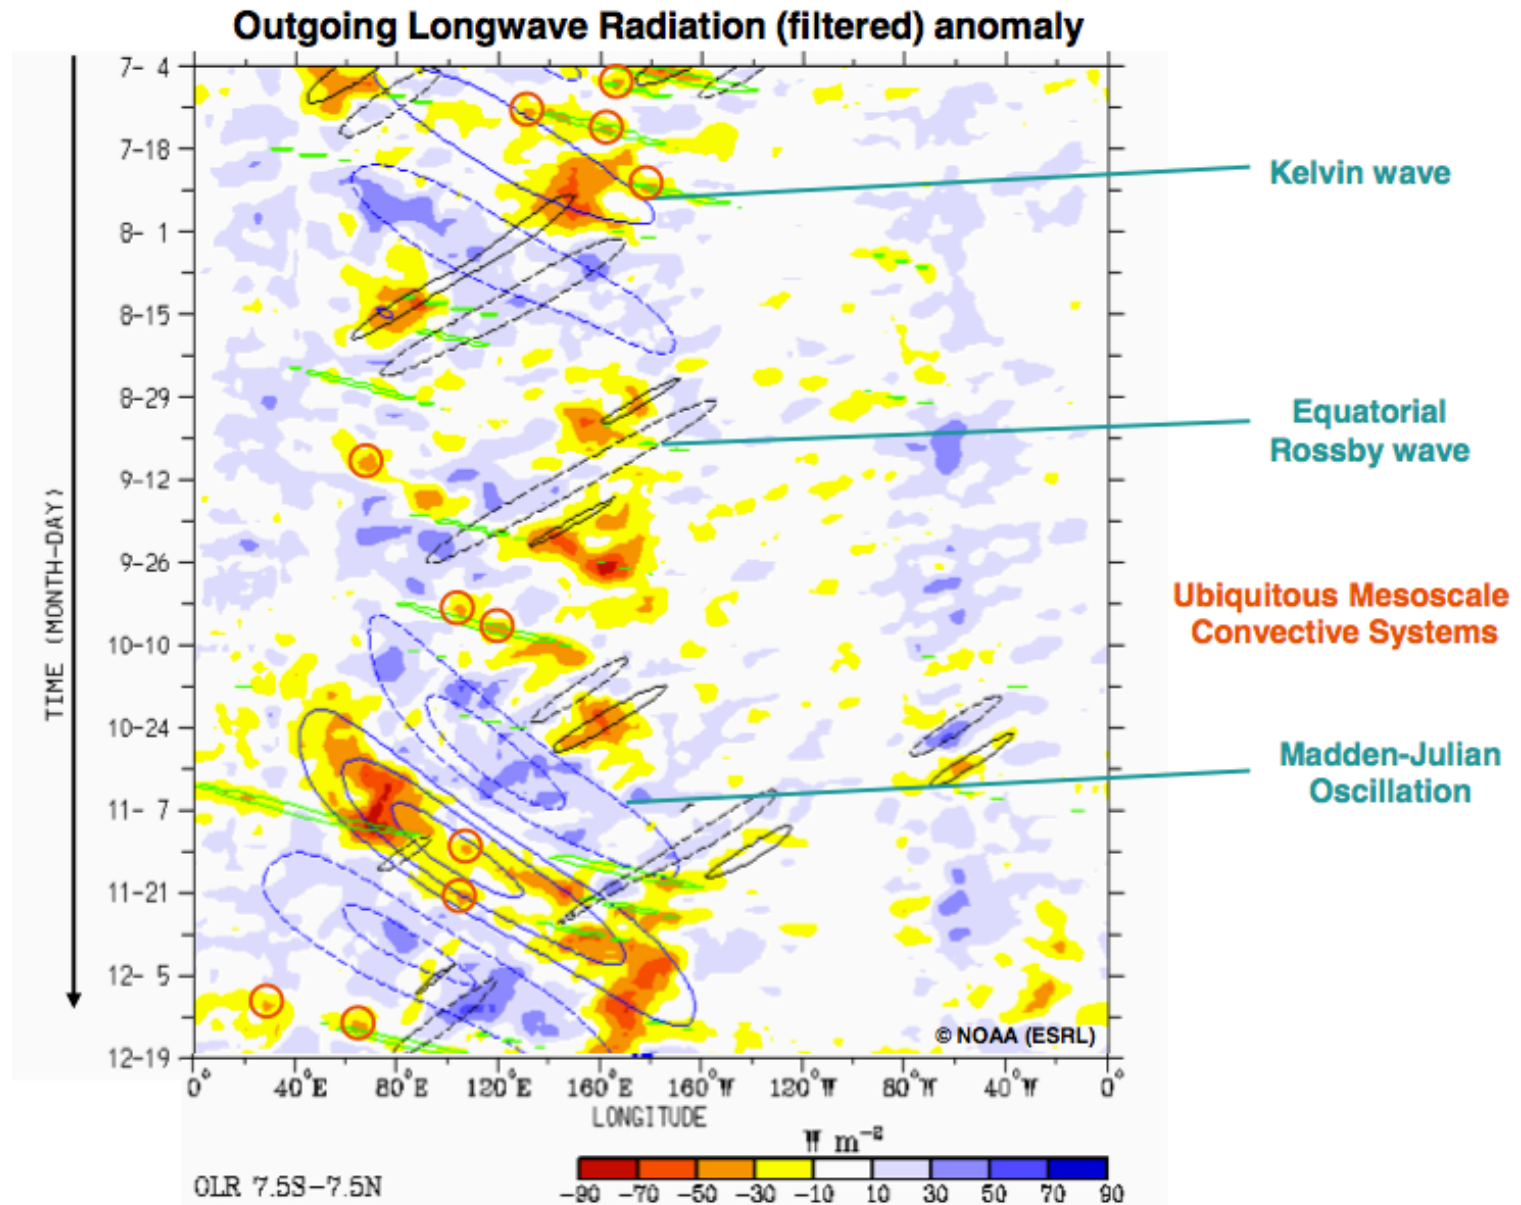 Outgoing Longwave Radiation (filtered) anomaly
7- 4
7-18
8- 1
8-15
8-29
9-12
9-26
10-10
10-24
11- 7
11-21
12- 5
12-19
TIME (MONTH-DAY)
Kelvin wave
Equatorial
Rossby wave
Ubiquitous Mesoscale
Convective Systems
Madden-Julian
Oscillation
© NOAA (ESRL)
0° 40°E 80°E 120°E 160°E 160°W 120°W 80°W 40°W 0°
LONGITUDE
W m⁻²
OLR 7.5S-7.5N
-90 -70 -50 -30 -10 10 30 50 70 90